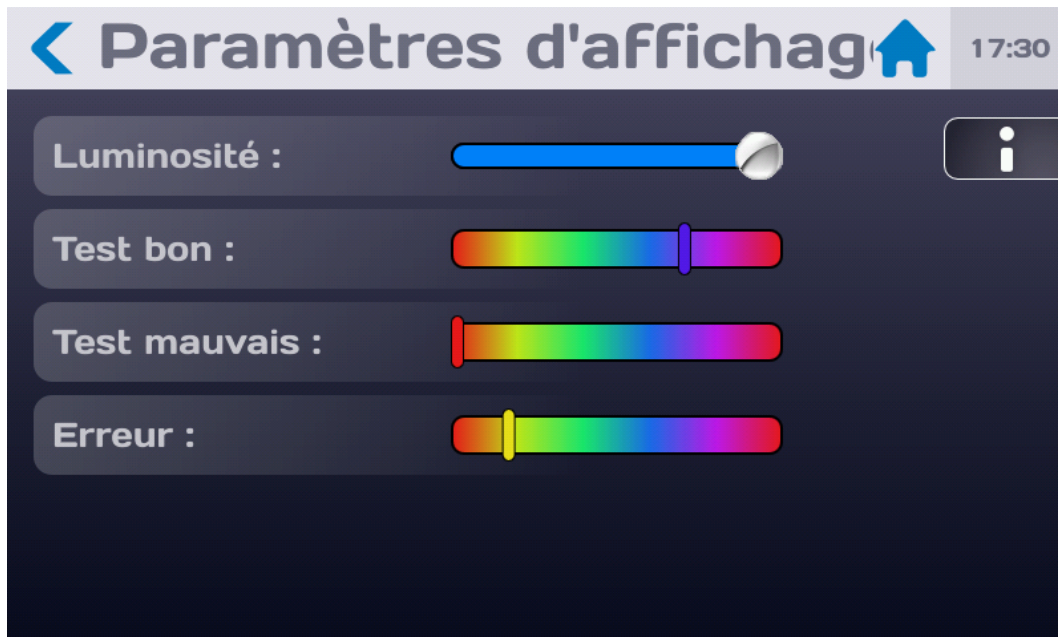 Paramètres d'affichag
17:30
Luminosité :
Test bon :
Test mauvais :
Erreur :